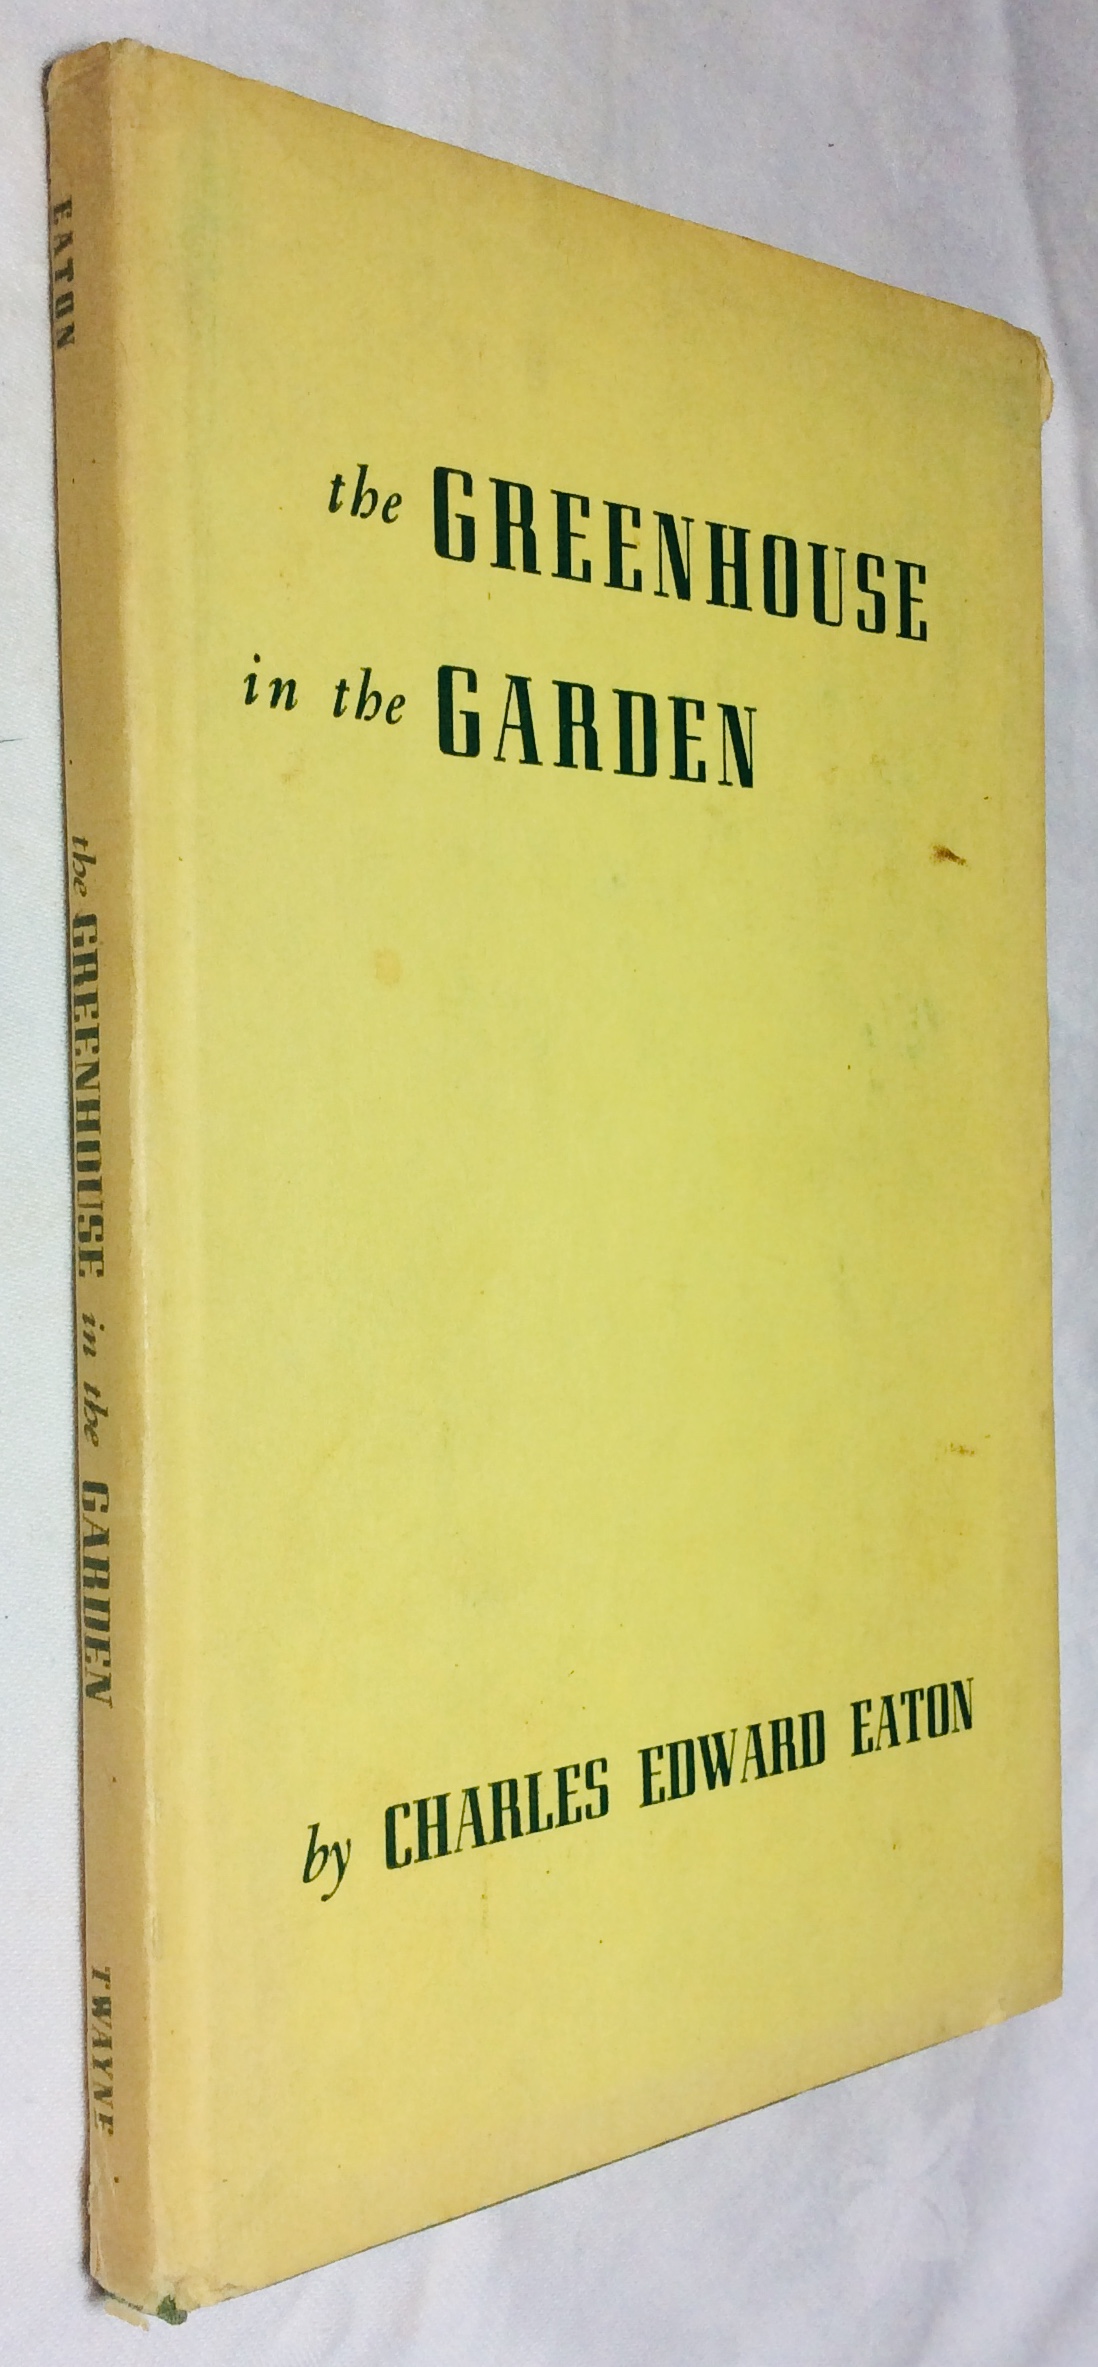 the GREENHOUSE
in the GARDEN
by CHARLES EDWARD EATON
EATON
the GREENHOUSE in the GARDEN
TWAYNE